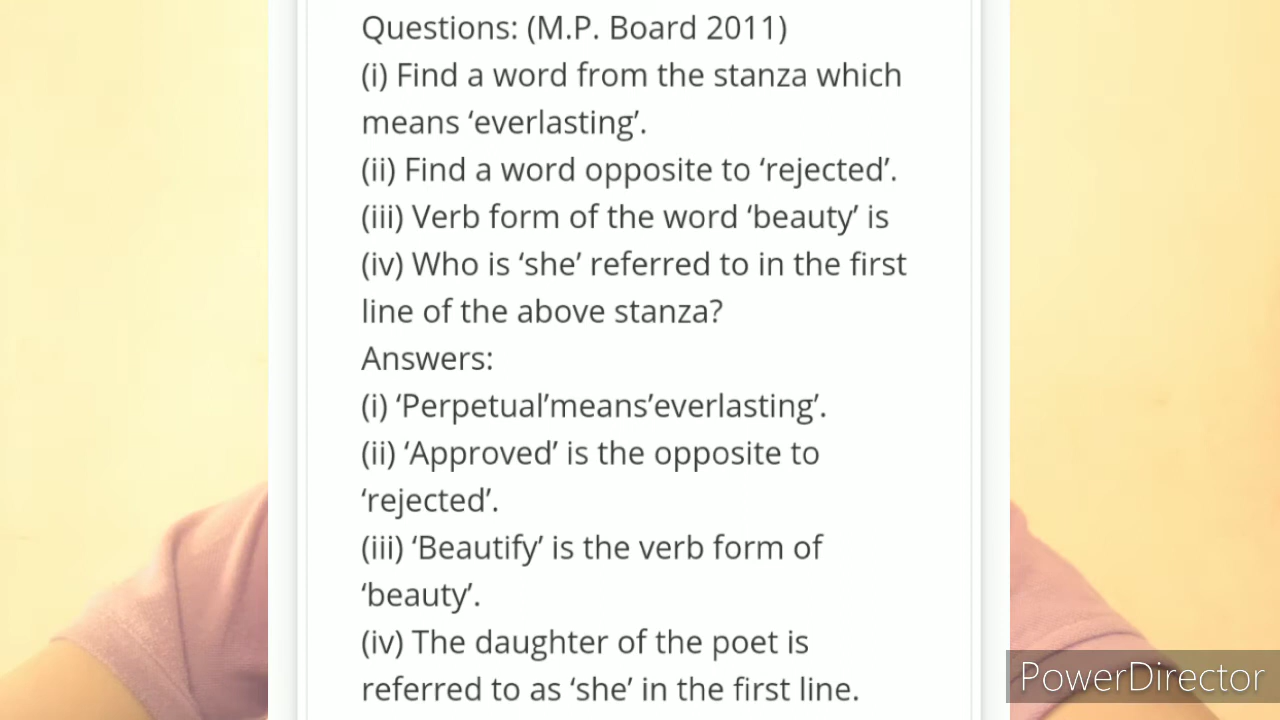 Questions: (M.P. Board 2011)
(i) Find a word from the stanza which
means ‘everlasting’.
(ii) Find a word opposite to ‘rejected’.
(iii) Verb form of the word ‘beauty’ is
(iv) Who is ‘she’ referred to in the first
line of the above stanza?
Answers:
(i) ‘Perpetual’means’everlasting’.
(ii) ‘Approved’ is the opposite to
‘rejected’.
(iii) ‘Beautify’ is the verb form of
‘beauty’.
(iv) The daughter of the poet is
referred to as ‘she’ in the first line.
PowerDirector